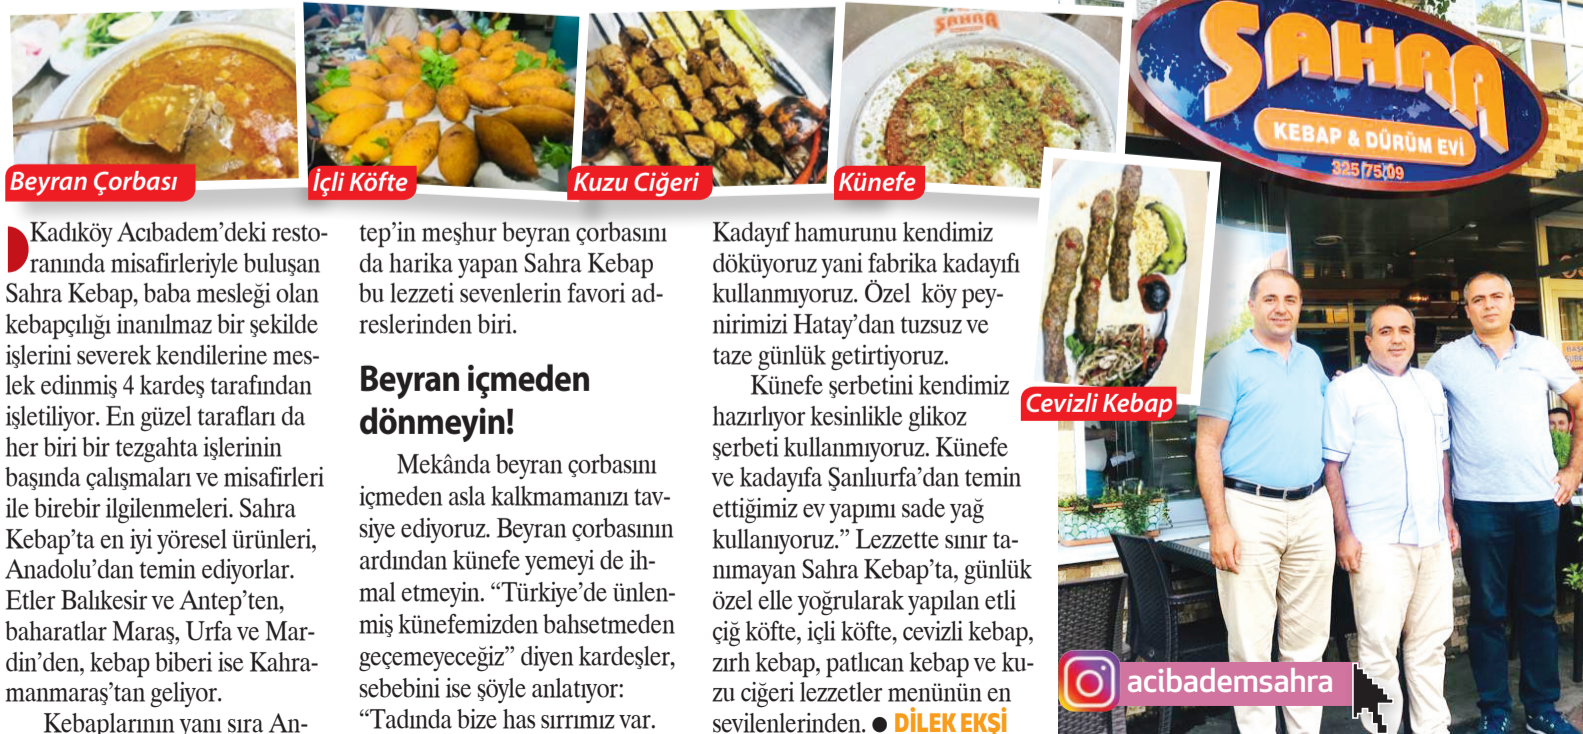 SAHRA
SAHRA
KEBAP & DÜRÜM EVİ
325 75 09
Beyran Çorbası
İçli Köfte
Kuzu Ciğeri
Künefe
Cevizli Kebap
Kadıköy Acıbadem’deki resto-
ranında misafirleriyle buluşan
Sahra Kebap, baba mesleği olan
kebapçılığı inanılmaz bir şekilde
işlerini severek kendilerine mes-
lek edinmiş 4 kardeş tarafından
işletiliyor. En güzel tarafları da
her biri bir tezgahta işlerinin
başında çalışmaları ve misafirleri
ile birebir ilgilenmeleri. Sahra
Kebap’ta en iyi yöresel ürünleri,
Anadolu’dan temin ediyorlar.
Etler Balıkesir ve Antep’ten,
baharatlar Maraş, Urfa ve Mar-
din’den, kebap biberi ise Kahra-
manmaraş’tan geliyor.
Kebaplarının yanı sıra An-
tep’in meşhur beyran çorbasını
da harika yapan Sahra Kebap
bu lezzeti sevenlerin favori ad-
reslerinden biri.
Beyran içmeden
dönmeyin!
Mekânda beyran çorbasını
içmeden asla kalkmamanızı tav-
siye ediyoruz. Beyran çorbasının
ardından künefe yemeyi de ih-
mal etmeyin. “Türkiye’de ünlen-
miş künefemizden bahsetmeden
geçemeyeceğiz” diyen kardeşler,
sebebini ise şöyle anlatıyor:
“Tadında bize has sırrımız var.
Kadayıf hamurunu kendimiz
döküyoruz yani fabrika kadayıfı
kullanmıyoruz. Özel köy pey-
nirimizi Hatay’dan tuzsuz ve
taze günlük getirtiyoruz.
Künefe şerbetini kendimiz
hazırlıyor kesinlikle glikoz
şerbeti kullanmıyoruz. Künefe
ve kadayıfa Şanlıurfa’dan temin
ettiğimiz ev yapımı sade yağ
kullanıyoruz.” Lezzette sınır ta-
nımayan Sahra Kebap’ta, günlük
özel elle yoğrularak yapılan etli
çiğ köfte, içli köfte, cevizli kebap,
zırh kebap, patlıcan kebap ve ku-
zu ciğeri lezzetler menünün en
sevilenlerinden. ● DİLEK EKŞİ
acibademsahra